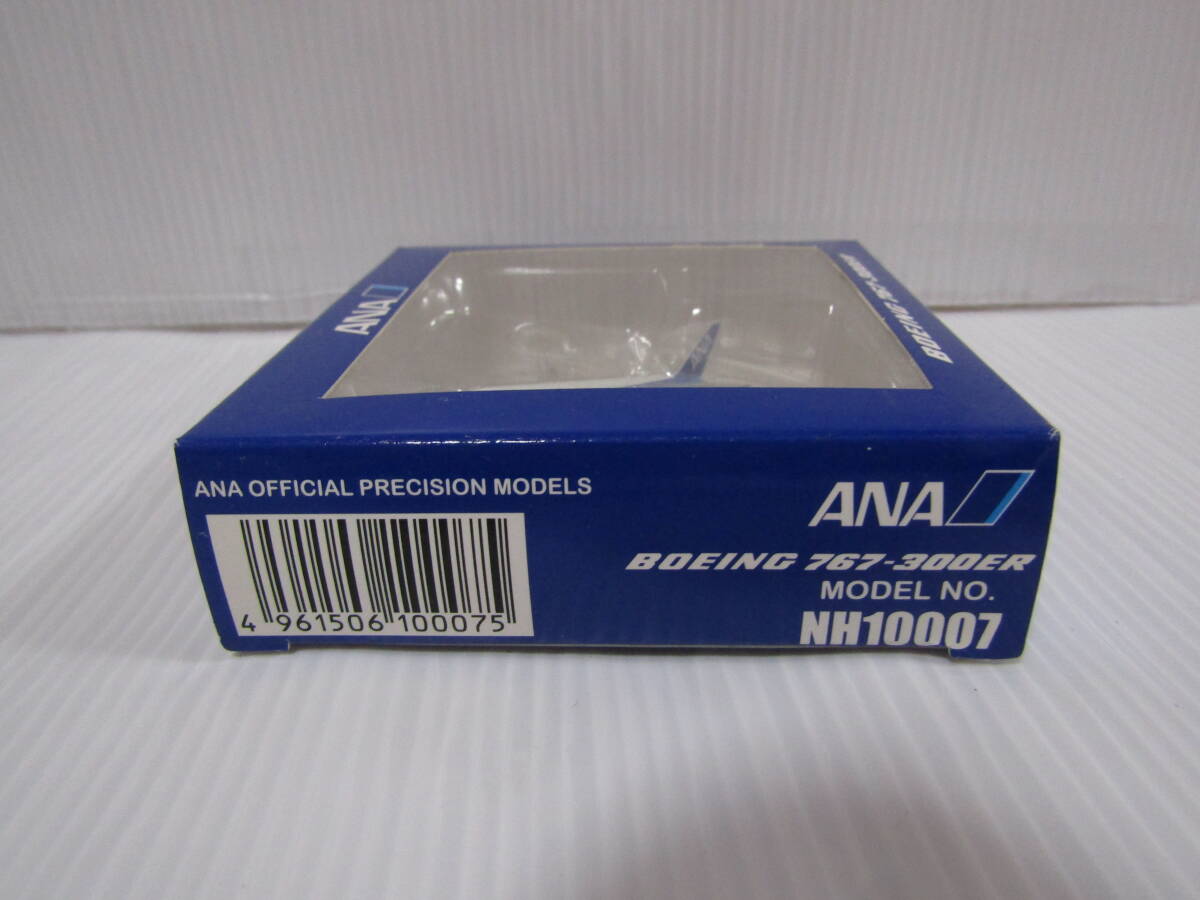 ANA
BOEING 767-300ER
ANA OFFICIAL PRECISION MODELS
4 961506 100075
ANA
BOEING 767-300ER
MODEL NO.
NH10007